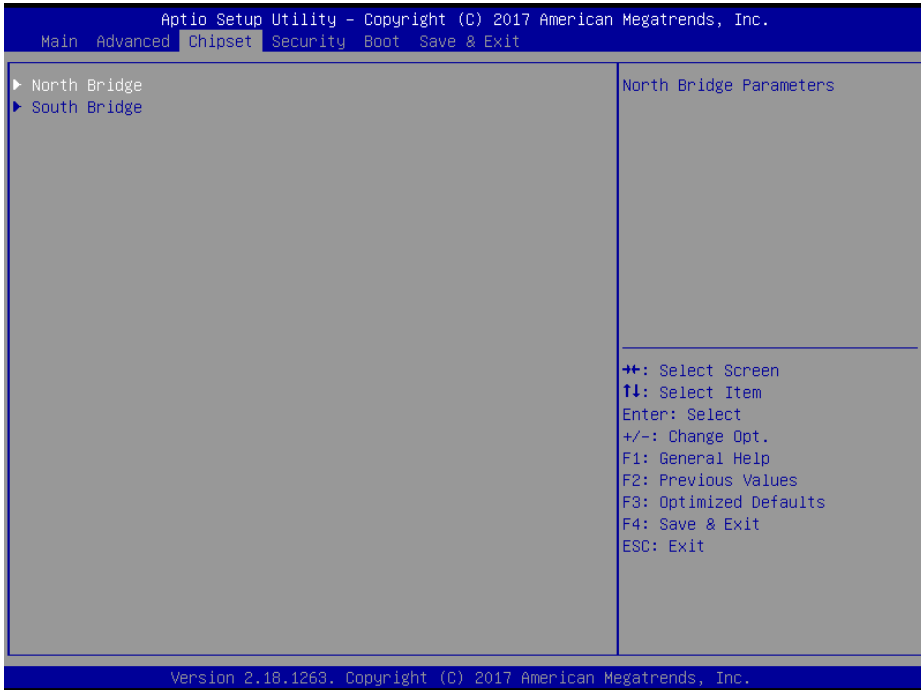 Aptio Setup Utility – Copyright (C) 2017 American Megatrends, Inc.
Main Advanced Chipset Security Boot Save & Exit
▶ North Bridge
▶ South Bridge
North Bridge Parameters
→←: Select Screen
↑↓: Select Item
Enter: Select
+/-: Change Opt.
F1: General Help
F2: Previous Values
F3: Optimized Defaults
F4: Save & Exit
ESC: Exit
Version 2.18.1263. Copyright (C) 2017 American Megatrends, Inc.